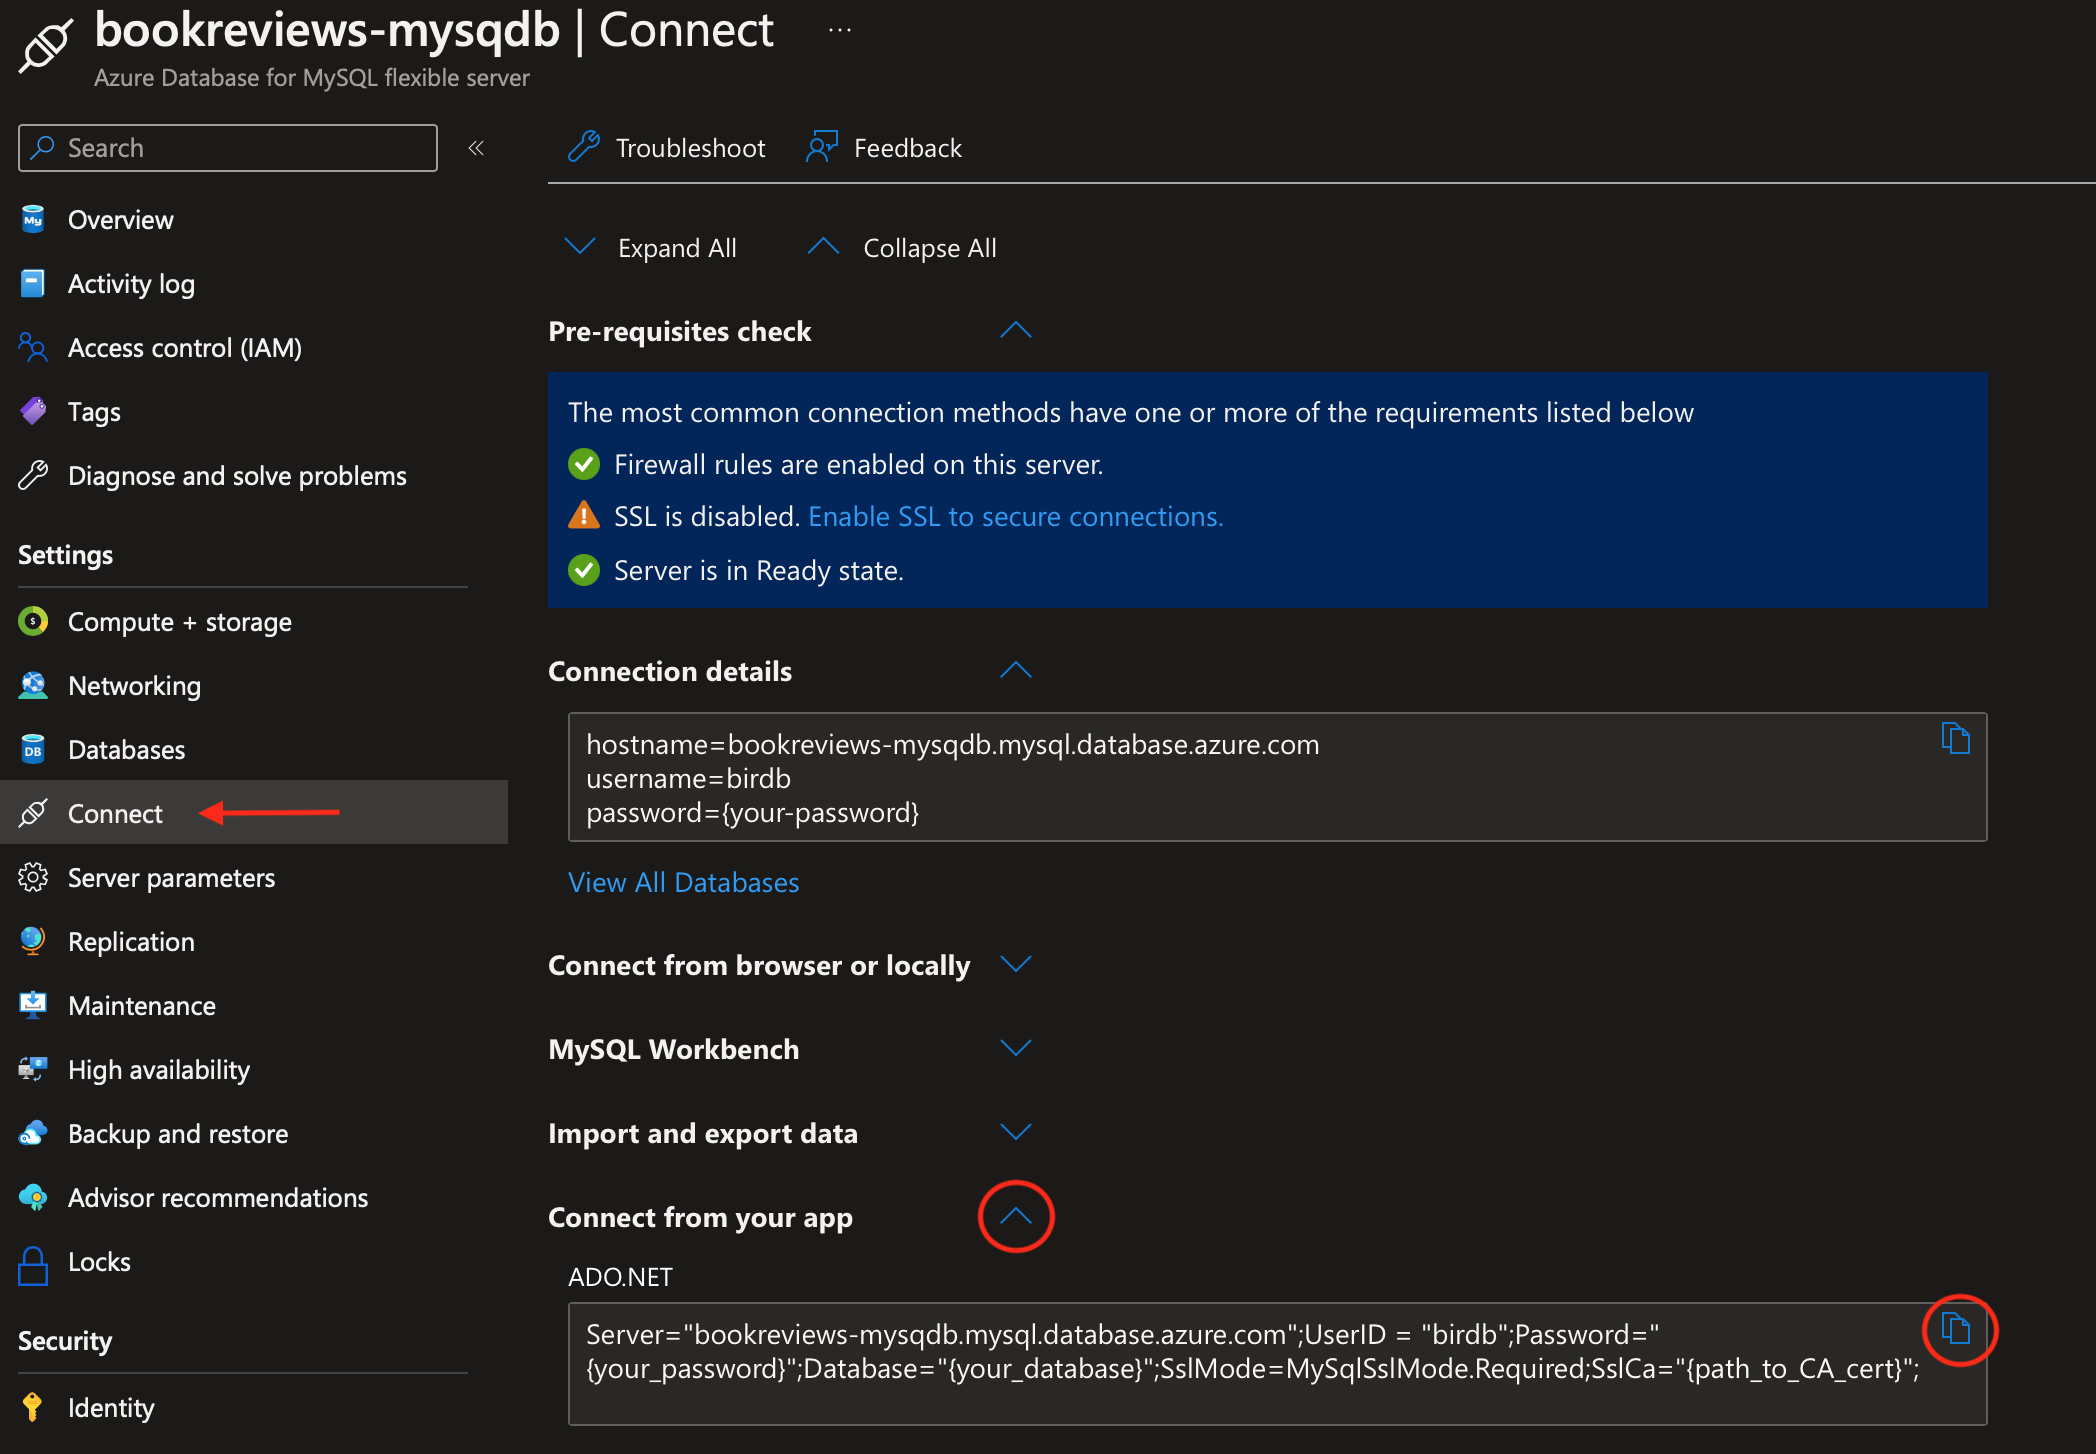 bookreviews-mysqdb | Connect ...
Azure Database for MySQL flexible server
Search
«
Troubleshoot
Feedback
Overview
Activity log
Access control (IAM)
Tags
Diagnose and solve problems
Settings
Compute + storage
Networking
DB
Databases
Connect
Server parameters
Replication
Maintenance
High availability
Backup and restore
Advisor recommendations
Locks
Security
Identity
Expand All
Collapse All
Pre-requisites check
The most common connection methods have one or more of the requirements listed below
Firewall rules are enabled on this server.
SSL is disabled. Enable SSL to secure connections.
Server is in Ready state.
Connection details
hostname=bookreviews-mysqdb.mysql.database.azure.com
username=birdb
password={your-password}
View All Databases
Connect from browser or locally
MySQL Workbench
Import and export data
Connect from your app
ADO.NET
Server="bookreviews-mysqdb.mysql.database.azure.com";UserID = "birdb";Password="
{your_password}";Database="{your_database}";SslMode=MySqlSslMode.Required;SslCa="{path_to_CA_cert}";